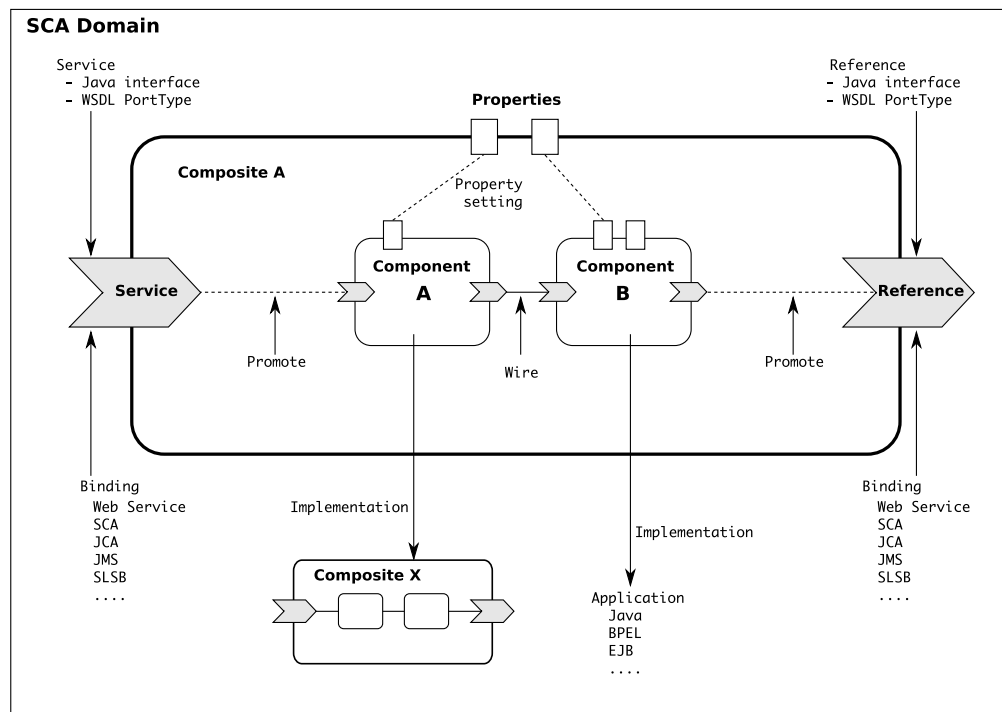 SCA Domain
Service
- Java interface
- WSDL PortType
Reference
- Java interface
- WSDL PortType
Properties
Composite A
Property
setting
Component
A
Component
B
Service
Reference
Promote
Wire
Promote
Binding
Web Service
SCA
JCA
JMS
SLSB
....
Implementation
Implementation
Binding
Web Service
SCA
JCA
JMS
SLSB
....
Composite X
Application
Java
BPEL
EJB
....